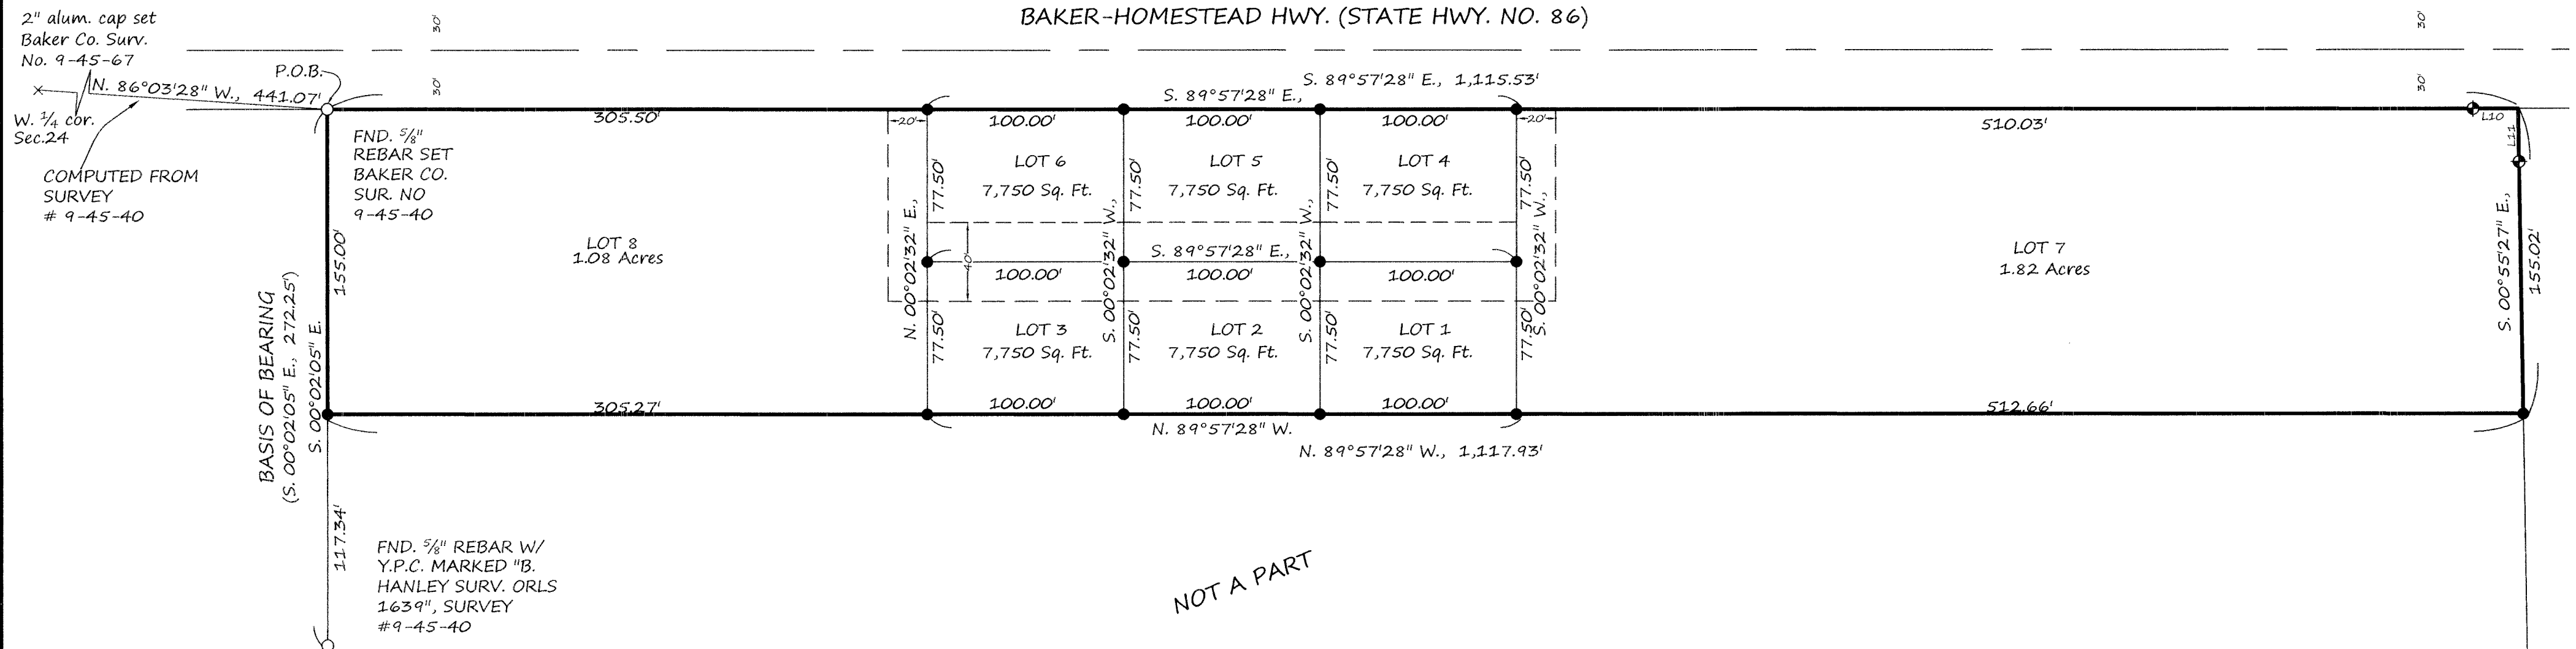 BAKER-HOMESTEAD HWY. (STATE HWY. NO. 86)
2" alum. cap set
Baker Co. Surv.
No. 9-45-67
30'
30'
30'
30'
P.O.B.
N. 86°03'28" W., 441.07'
W. 1/4 cor.
Sec.24
COMPUTED FROM
SURVEY
# 9-45-40
FND. 5/8"
REBAR SET
BAKER CO.
SUR. NO
9-45-40
S. 89°57'28" E., 1,115.53'
S. 89°57'28" E.,
305.50'
20'
100.00'
100.00'
100.00'
20'
510.03'
L10
L11
LOT 6
7,750 Sq. Ft.
LOT 5
7,750 Sq. Ft.
LOT 4
7,750 Sq. Ft.
77.50'
77.50'
77.50'
77.50'
N. 00°02'32" E.,
S. 00°02'32" W.,
S. 00°02'32" W.,
S. 00°02'32" W.,
LOT 8
1.08 Acres
40'
S. 89°57'28" E.,
100.00'
100.00'
100.00'
LOT 7
1.82 Acres
S. 00°55'27" E.,
155.02'
155.00'
BASIS OF BEARING
(S. 00°02'05" E., 272.25')
S. 00°02'05" E.
LOT 3
7,750 Sq. Ft.
LOT 2
7,750 Sq. Ft.
LOT 1
7,750 Sq. Ft.
77.50'
77.50'
77.50'
77.50'
305.27'
100.00'
100.00'
100.00'
512.66'
N. 89°57'28" W.
N. 89°57'28" W., 1,117.93'
117.34'
FND. 5/8" REBAR W/
Y.P.C. MARKED "B.
HANLEY SURV. ORLS
1639", SURVEY
#9-45-40
NOT A PART